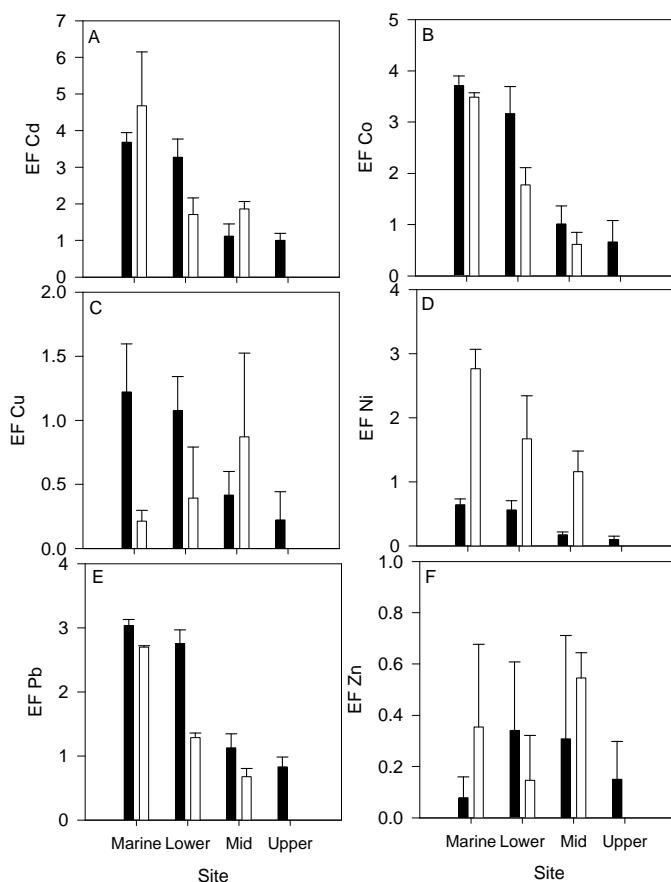 A
EF Cd
7
6
5
4
3
2
1
0
B
EF Co
5
4
3
2
1
0
C
EF Cu
2.0
1.5
1.0
0.5
0.0
D
EF Ni
4
3
2
1
0
E
EF Pb
4
3
2
1
0
Marine Lower Mid Upper
Site
F
EF Zn
1.0
0.8
0.6
0.4
0.2
0.0
Marine Lower Mid Upper
Site